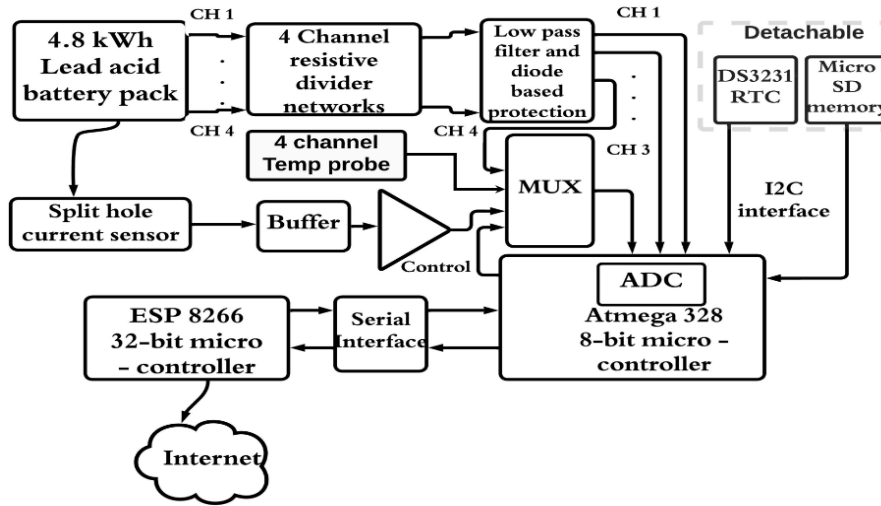 CH 1
4.8 kWh
Lead acid
battery pack
CH 4
4 Channel
resistive
divider
networks
Low pass
filter and
diode
based
protection
CH 1
CH 4
CH 3
Detachable
DS3231
RTC
Micro
SD
memory
4 channel
Temp probe
MUX
I2C
interface
Split hole
current sensor
Buffer
Control
ADC
Atmega 328
8-bit micro -
controller
ESP 8266
32-bit micro
- controller
Serial
Interface
Internet